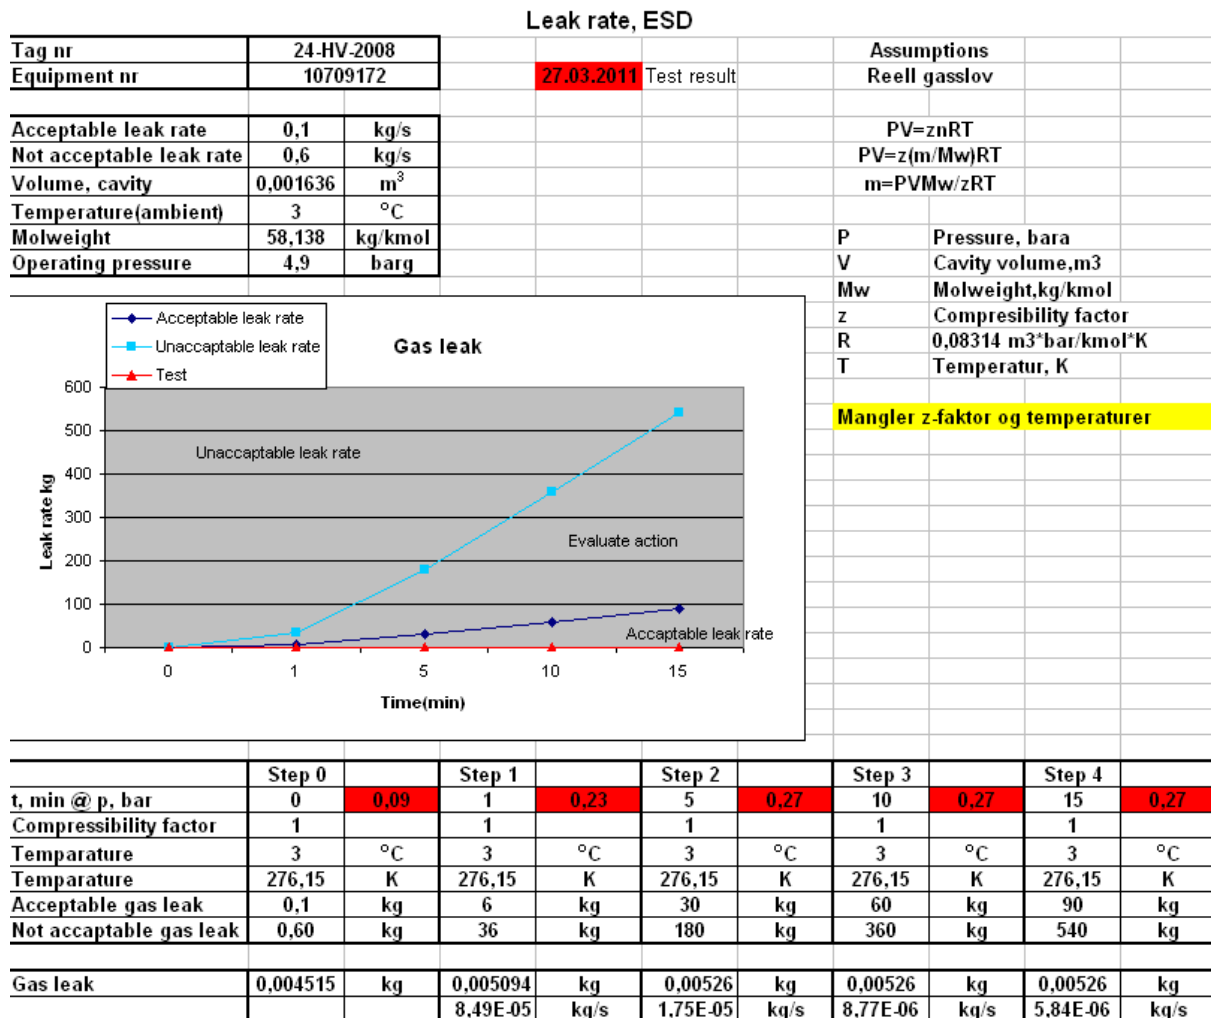 Leak rate, ESD
Tag nr 24-HV-2008 Assumptions
Equipment nr 10709172 27.03.2011 Test result Reell gasslov
Acceptable leak rate 0,1 kg/s PV=znRT
Not acceptable leak rate 0,6 kg/s PV=z(m/Mw)RT
Volume, cavity 0,001636 m³ m=PVMw/zRT
Temperature(ambient) 3 °C
Molweight 58,138 kg/kmol P Pressure, bara
Operating pressure 4,9 barg V Cavity volume,m3
Mw Molweight,kg/kmol
z Compresibility factor
R 0,08314 m3*bar/kmol*K
T Temperatur, K
Mangler z-faktor og temperaturer
Acceptable leak rate
Unaccaptable leak rate
Test
Gas leak
600
500
400
300
200
100
0
Leak rate kg
Unaccaptable leak rate
Evaluate action
Accaptable leak rate
0 1 5 10 15
Time(min)
Step 0 Step 1 Step 2 Step 3 Step 4
t, min @ p, bar 0 0,09 1 0,23 5 0,27 10 0,27 15 0,27
Compressibility factor 1 1 1 1 1
Temparature 3 °C 3 °C 3 °C 3 °C 3 °C
Temparature 276,15 K 276,15 K 276,15 K 276,15 K 276,15 K
Acceptable gas leak 0,1 kg 6 kg 30 kg 60 kg 90 kg
Not accaptable gas leak 0,60 kg 36 kg 180 kg 360 kg 540 kg
Gas leak 0,004515 kg 0,005094 kg 0,00526 kg 0,00526 kg 0,00526 kg
8,49E-05 kg/s 1,75E-05 kg/s 8,77E-06 kg/s 5,84E-06 kg/s